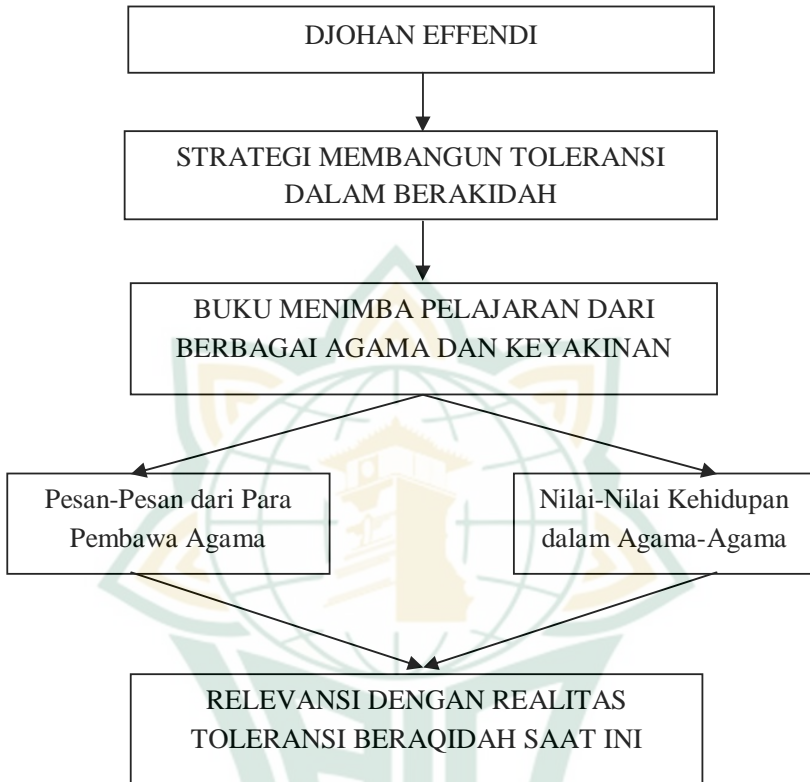 DJOHAN EFFENDI
STRATEGI MEMBANGUN TOLERANSI
DALAM BERAKIDAH
BUKU MENIMBA PELAJARAN DARI
BERBAGAI AGAMA DAN KEYAKINAN
Pesan-Pesan dari Para
Pembawa Agama
Nilai-Nilai Kehidupan
dalam Agama-Agama
RELEVANSI DENGAN REALITAS
TOLERANSI BERAQIDAH SAAT INI